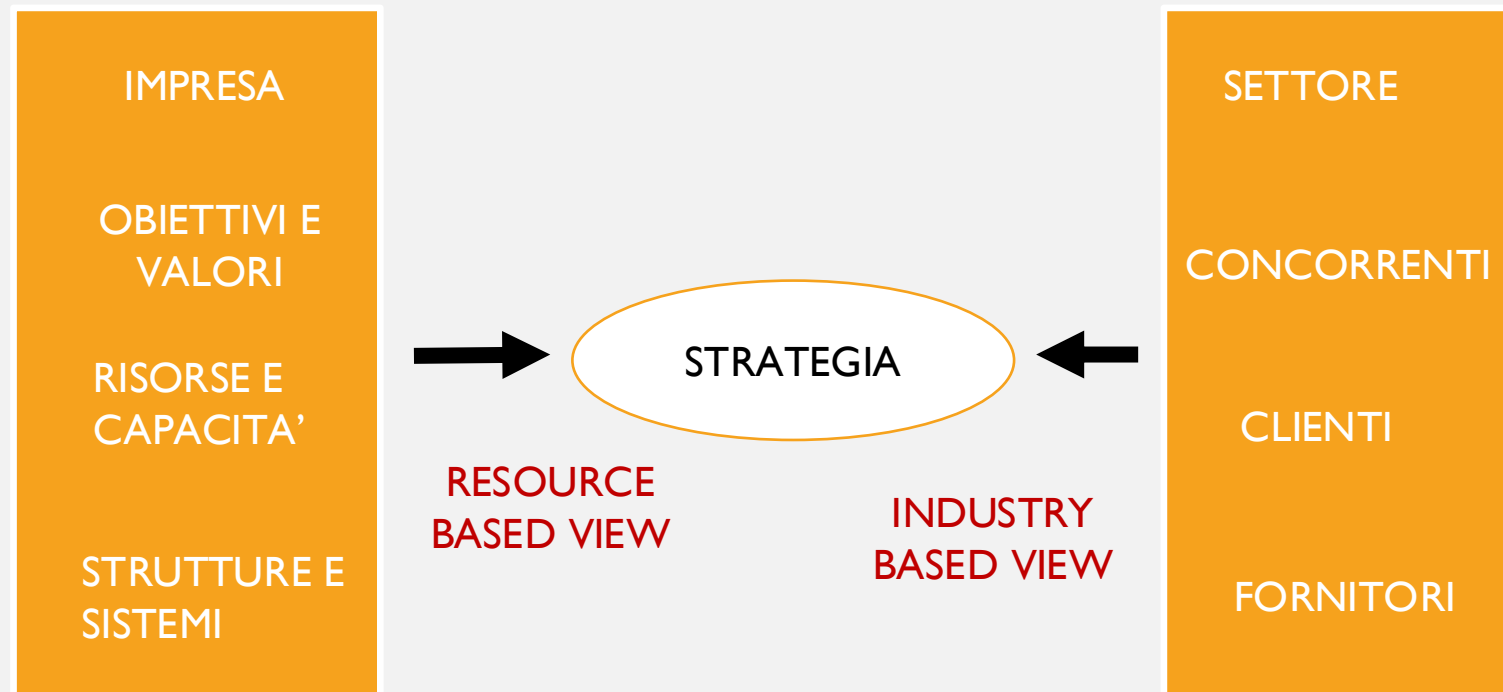 IMPRESA
OBIETTIVI E
VALORI
RISORSE E
CAPACITA’
STRUTTURE E
SISTEMI
STRATEGIA
RESOURCE
BASED VIEW
INDUSTRY
BASED VIEW
SETTORE
CONCORRENTI
CLIENTI
FORNITORI